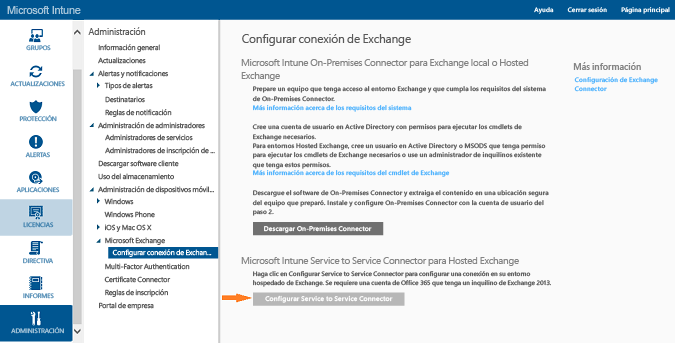 Microsoft Intune
Ayuda
Cerrar sesión
Página principal
GRUPOS
ACTUALIZACIONES
PROTECCIÓN
ALERTAS
APLICACIONES
LICENCIAS
DIRECTIVA
INFORMES
ADMINISTRACIÓN
Administración
Información general
Actualizaciones
Alertas y notificaciones
Tipos de alertas
Destinatarios
Reglas de notificación
Administración de administradores
Administradores de servicios
Administradores de inscripción de ...
Descargar software cliente
Uso del almacenamiento
Administración de dispositivos móvil...
Windows
Windows Phone
iOS y Mac OS X
Microsoft Exchange
Configurar conexión de Exchan...
Multi-Factor Authentication
Certificate Connector
Reglas de inscripción
Portal de empresa
Configurar conexión de Exchange
Microsoft Intune On-Premises Connector para Exchange local o Hosted
Exchange
Prepare un equipo que tenga acceso al entorno Exchange y que cumpla los requisitos del sistema
de On-Premises Connector.
Más información acerca de los requisitos del sistema
Cree una cuenta de usuario en Active Directory con permisos para ejecutar los cmdlets de
Exchange necesarios.
Para entornos Hosted Exchange, cree un usuario en Active Directory o MSODS que tenga permiso
para ejecutar los cmdlets de Exchange necesarios o use un administrador de inquilinos existente
que tenga estos permisos.
Más información acerca de los requisitos del cmdlet de Exchange
Descargue el software de On-Premises Connector y extraiga el contenido en una ubicación segura
del equipo que preparó. Instale y configure On-Premises Connector con la cuenta de usuario del
paso 2.
Descargar On-Premises Connector
Microsoft Intune Service to Service Connector para Hosted Exchange
Haga clic en Configurar Service to Service Connector para configurar una conexión en su entorno
hospedado de Exchange. Se requiere una cuenta de Office 365 que tenga un inquilino de Exchange 2013.
Configurar Service to Service Connector
Más información
Configuración de Exchange
Connector